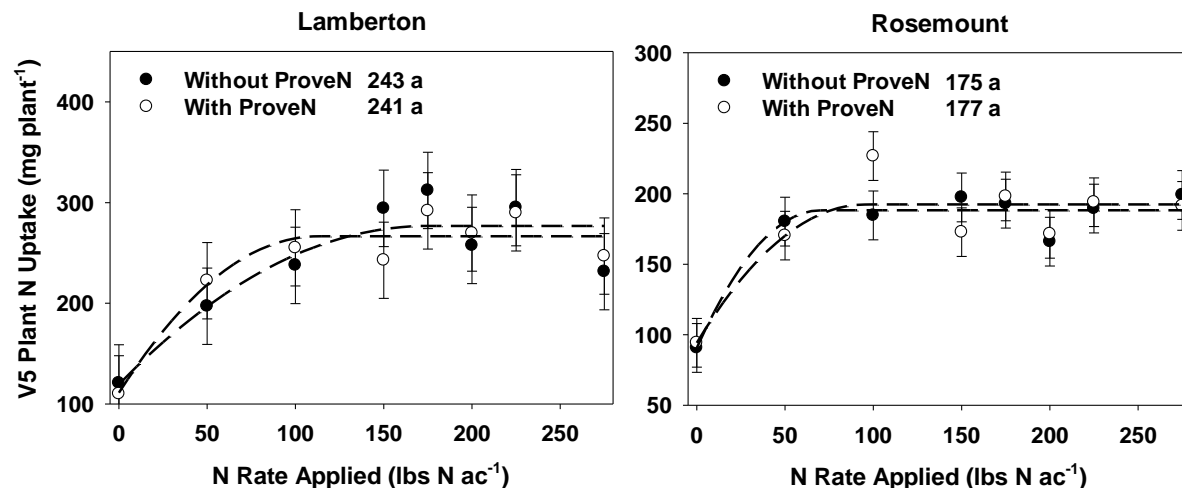 Lamberton
Without ProveN 243 a
With ProveN 241 a
V5 Plant N Uptake (mg plant⁻¹)
400
300
200
100
0 50 100 150 200 250
N Rate Applied (lbs N ac⁻¹)
Rosemount
Without ProveN 175 a
With ProveN 177 a
300
250
200
150
100
50
0 50 100 150 200 250
N Rate Applied (lbs N ac⁻¹)